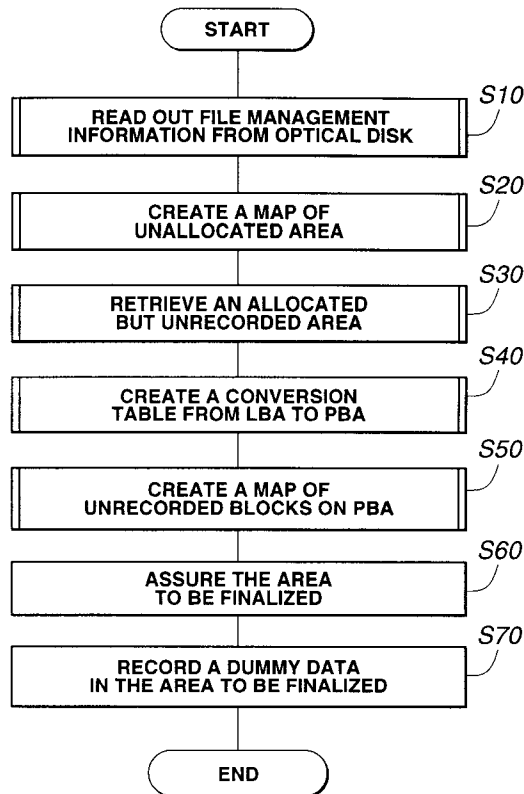 START
S10
READ OUT FILE MANAGEMENT
INFORMATION FROM OPTICAL DISK
S20
CREATE A MAP OF
UNALLOCATED AREA
S30
RETRIEVE AN ALLOCATED
BUT UNRECORDED AREA
S40
CREATE A CONVERSION
TABLE FROM LBA TO PBA
S50
CREATE A MAP OF
UNRECORDED BLOCKS ON PBA
S60
ASSURE THE AREA
TO BE FINALIZED
S70
RECORD A DUMMY DATA
IN THE AREA TO BE FINALIZED
END